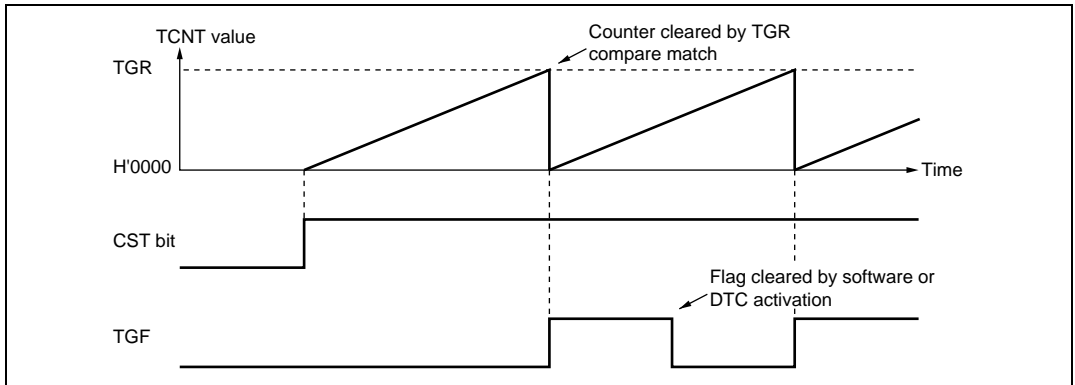 TCNT value
Counter cleared by TGR
compare match
TGR
H'0000
Time
CST bit
Flag cleared by software or
DTC activation
TGF